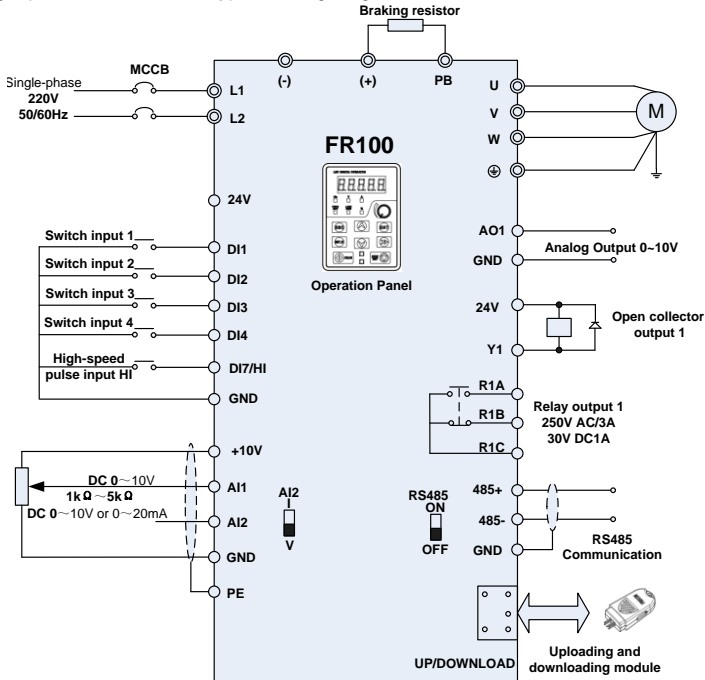 Braking resistor
MCCB
Single-phase
220V
50/60Hz
L1
L2
(-)
(+)
PB
U
V
W
M
FR100
Operation Panel
24V
Switch input 1
DI1
Switch input 2
DI2
Switch input 3
DI3
Switch input 4
DI4
High-speed
pulse input HI
DI7/HI
GND
+10V
DC 0～10V
AI1
1kΩ～5kΩ
DC 0～10V or 0～20mA
AI2
GND
PE
AI2
I
V
AO1
Analog Output 0~10V
GND
24V
Open collector
output 1
Y1
R1A
R1B
R1C
Relay output 1
250V AC/3A
30V DC1A
RS485
ON
OFF
485+
485-
GND
RS485
Communication
UP/DOWNLOAD
Uploading and
downloading module